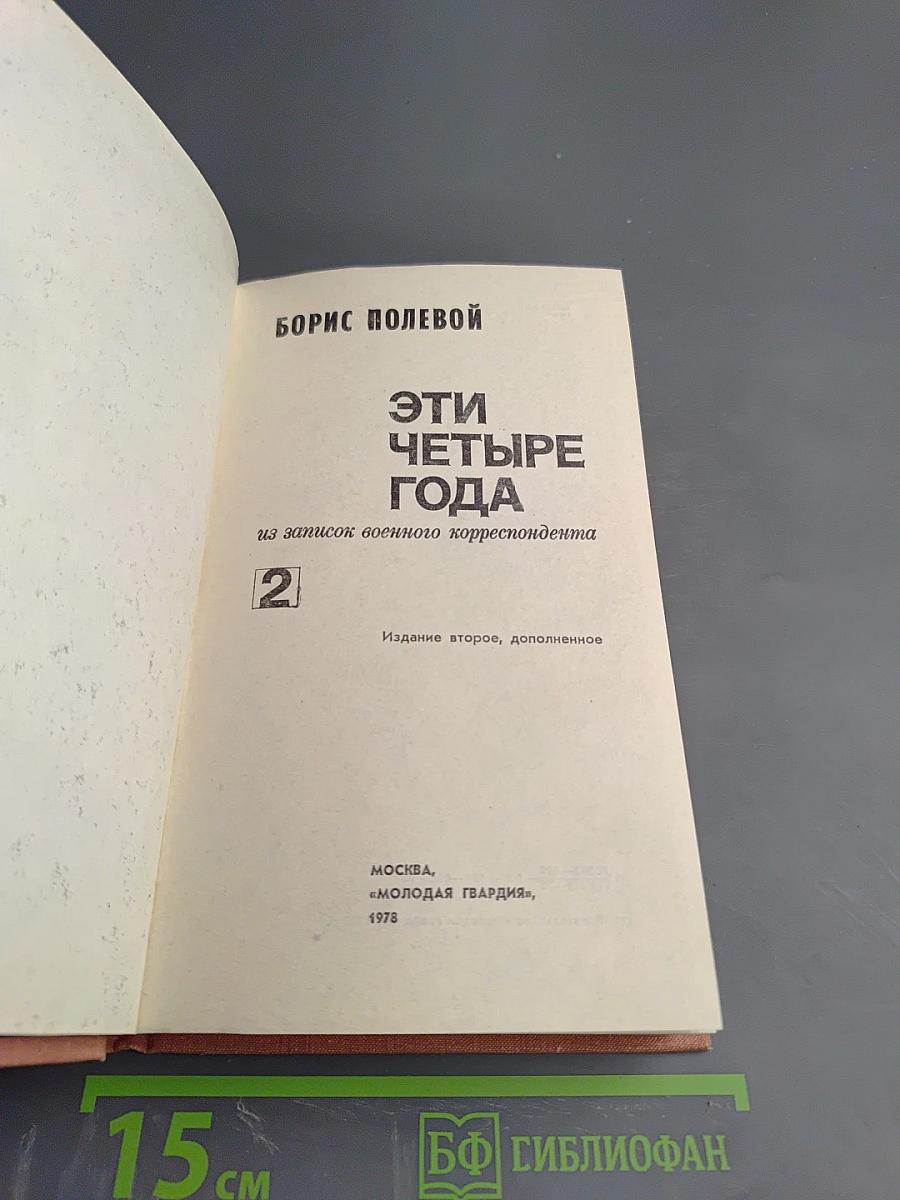 БОРИС ПОЛЕВОЙ
ЭТИ
ЧЕТЫРЕ
ГОДА
из записок военного корреспондента
2
Издание второе, дополненное
МОСКВА,
«МОЛОДАЯ ГВАРДИЯ»,
1978
15 СМ
БФ БИБЛИОФАН